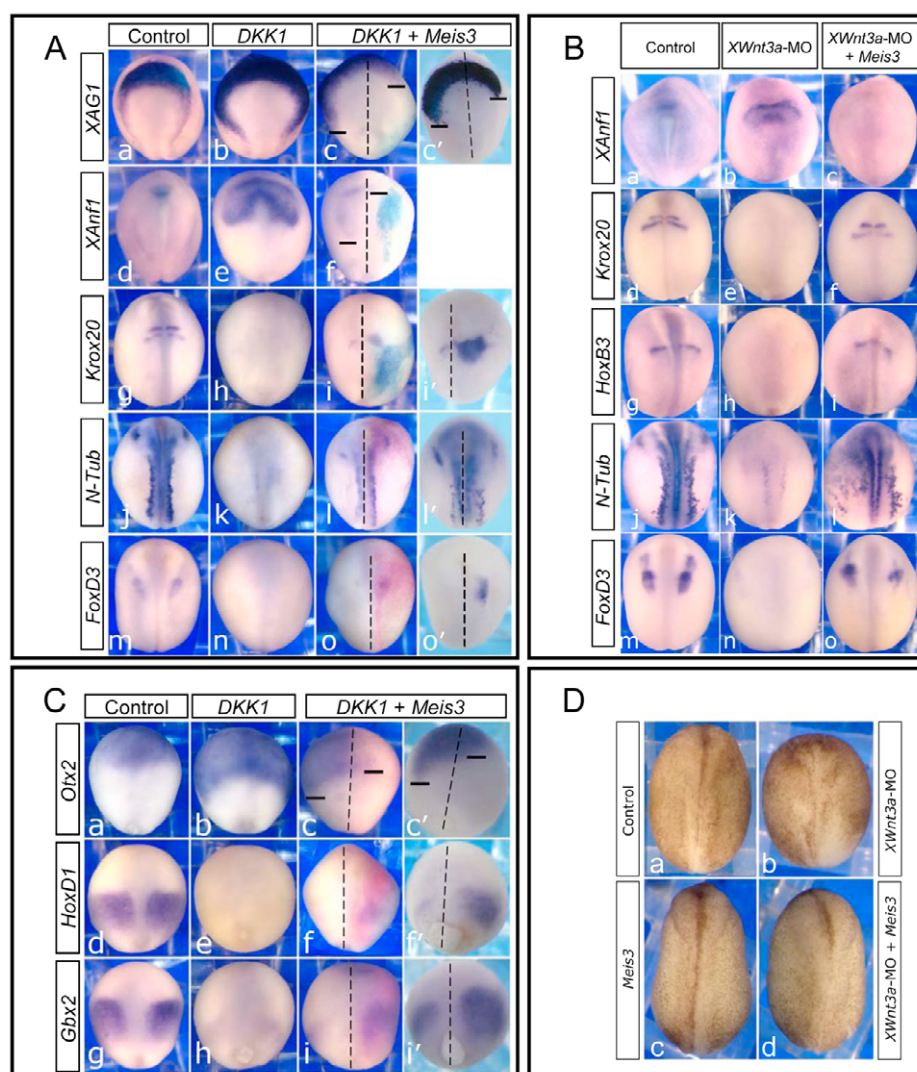 A
Control
DKK1
DKK1 + Meis3
XAG1
a
b
c
c′
XAnf1
d
e
f
Krox20
g
h
i
i′
N-Tub
j
k
l
l′
FoxD3
m
n
o
o′
B
Control
XWnt3a-MO
XWnt3a-MO
+ Meis3
XAnf1
a
b
c
Krox20
d
e
f
HoxB3
g
h
i
N-Tub
j
k
l
FoxD3
m
n
o
C
Control
DKK1
DKK1 + Meis3
Otx2
a
b
c
c′
HoxD1
d
e
f
f′
Gbx2
g
h
i
i′
D
Control
a
b
XWnt3a-MO
Meis3
c
d
XWnt3a-MO + Meis3